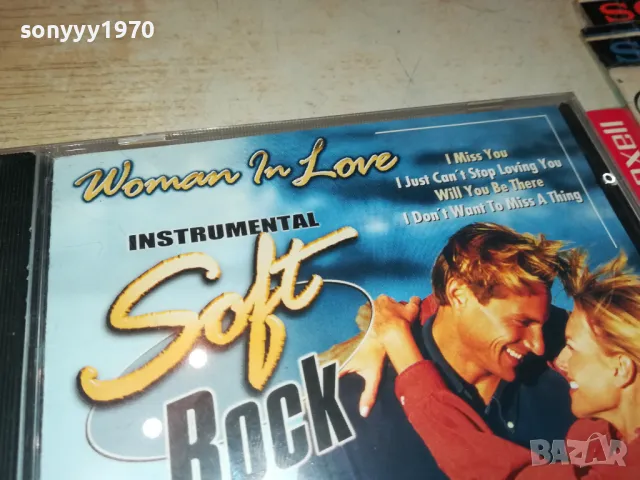 sonyyy1970
Woman In Love
I Miss You
I Just Can't Stop Loving You
Will You Be There
I Don't Want To Miss A Thing
INSTRUMENTAL
Soft
Rock
BAZAR
bg